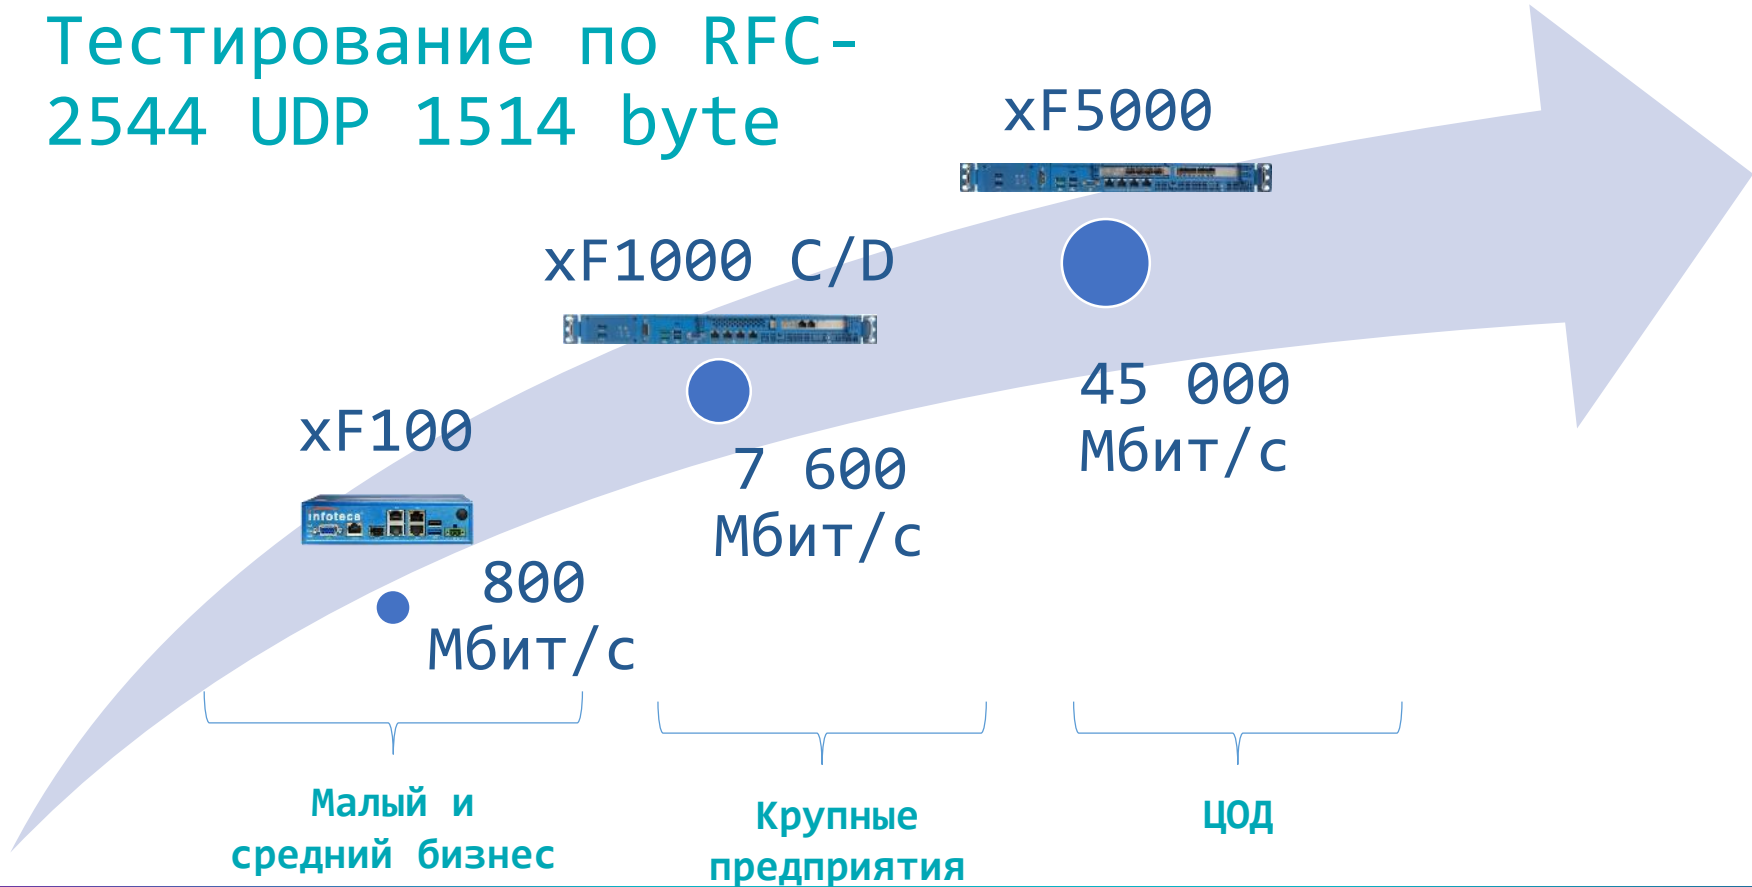 Тестирование по RFC-
2544 UDP 1514 byte
xF5000
xF1000 C/D
xF100
infotecs
45 000
Мбит/с
7 600
Мбит/с
800
Мбит/с
Малый и
средний бизнес
Крупные
предприятия
ЦОД